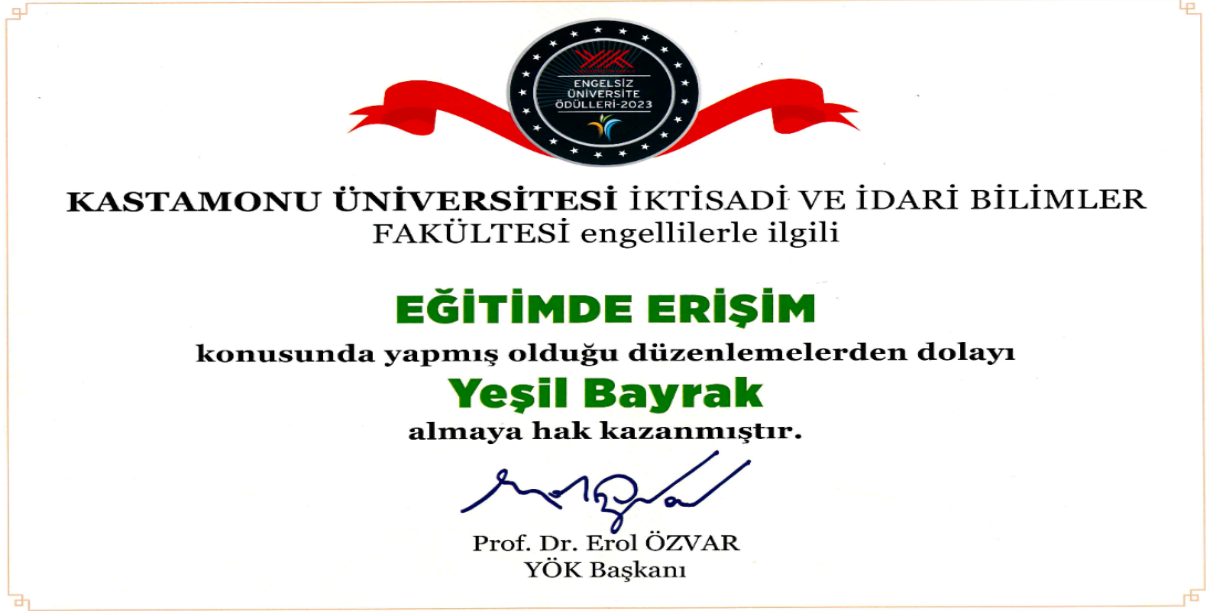 ENGELSİZ
ÜNİVERSİTE
ÖDÜLLERİ-2023
KASTAMONU ÜNİVERSİTESİ İKTİSADİ VE İDARİ BİLİMLER
FAKÜLTESİ engellilerle ilgili
EĞİTİMDE ERİŞİM
konusunda yapmış olduğu düzenlemelerden dolayı
Yeşil Bayrak
almaya hak kazanmıştır.
Prof. Dr. Erol ÖZVAR
YÖK Başkanı